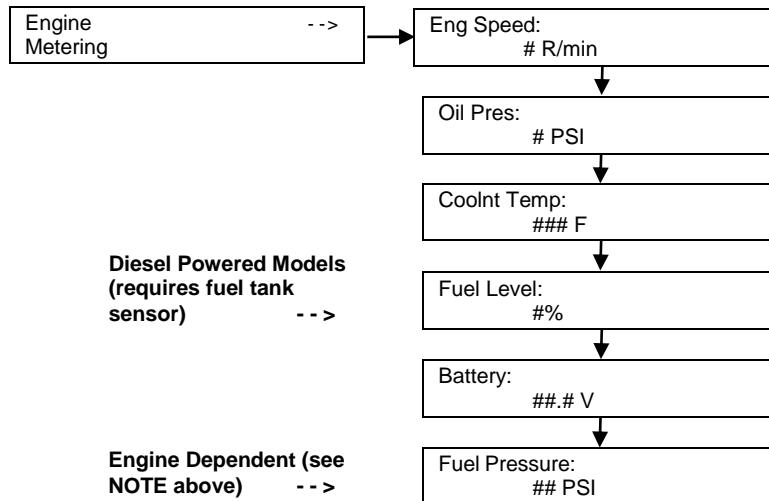 Engine - - >
Metering
Eng Speed:
# R/min
Oil Pres:
# PSI
Coolnt Temp:
### F
Diesel Powered Models
(requires fuel tank
sensor) - - >
Fuel Level:
#%
Battery:
##.# V
Engine Dependent (see
NOTE above) - - >
Fuel Pressure:
## PSI